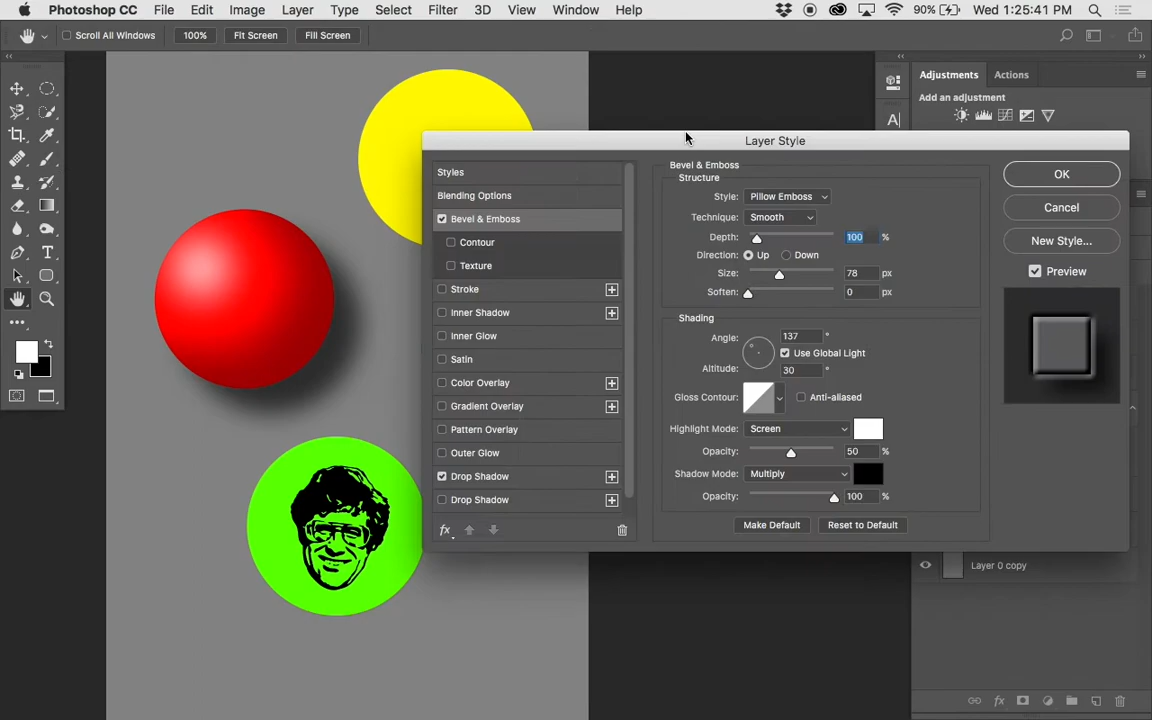 Photoshop CC File Edit Image Layer Type Select Filter 3D View Window Help 90% Wed 1:25:41 PM
Scroll All Windows 100% Fit Screen Fill Screen
Adjustments Actions
Add an adjustment
Layer Style
Styles
Blending Options
Bevel & Emboss
Contour
Texture
Stroke
Inner Shadow
Inner Glow
Satin
Color Overlay
Gradient Overlay
Pattern Overlay
Outer Glow
Drop Shadow
Drop Shadow
fx
Bevel & Emboss
Structure
Style: Pillow Emboss
Technique: Smooth
Depth: 100 %
Direction: Up Down
Size: 78 px
Soften: 0 px
Shading
Angle: 137 °
Use Global Light
Altitude: 30 °
Gloss Contour: Anti-aliased
Highlight Mode: Screen
Opacity: 50 %
Shadow Mode: Multiply
Opacity: 100 %
Make Default Reset to Default
OK
Cancel
New Style...
Preview
Layer 0 copy
fx